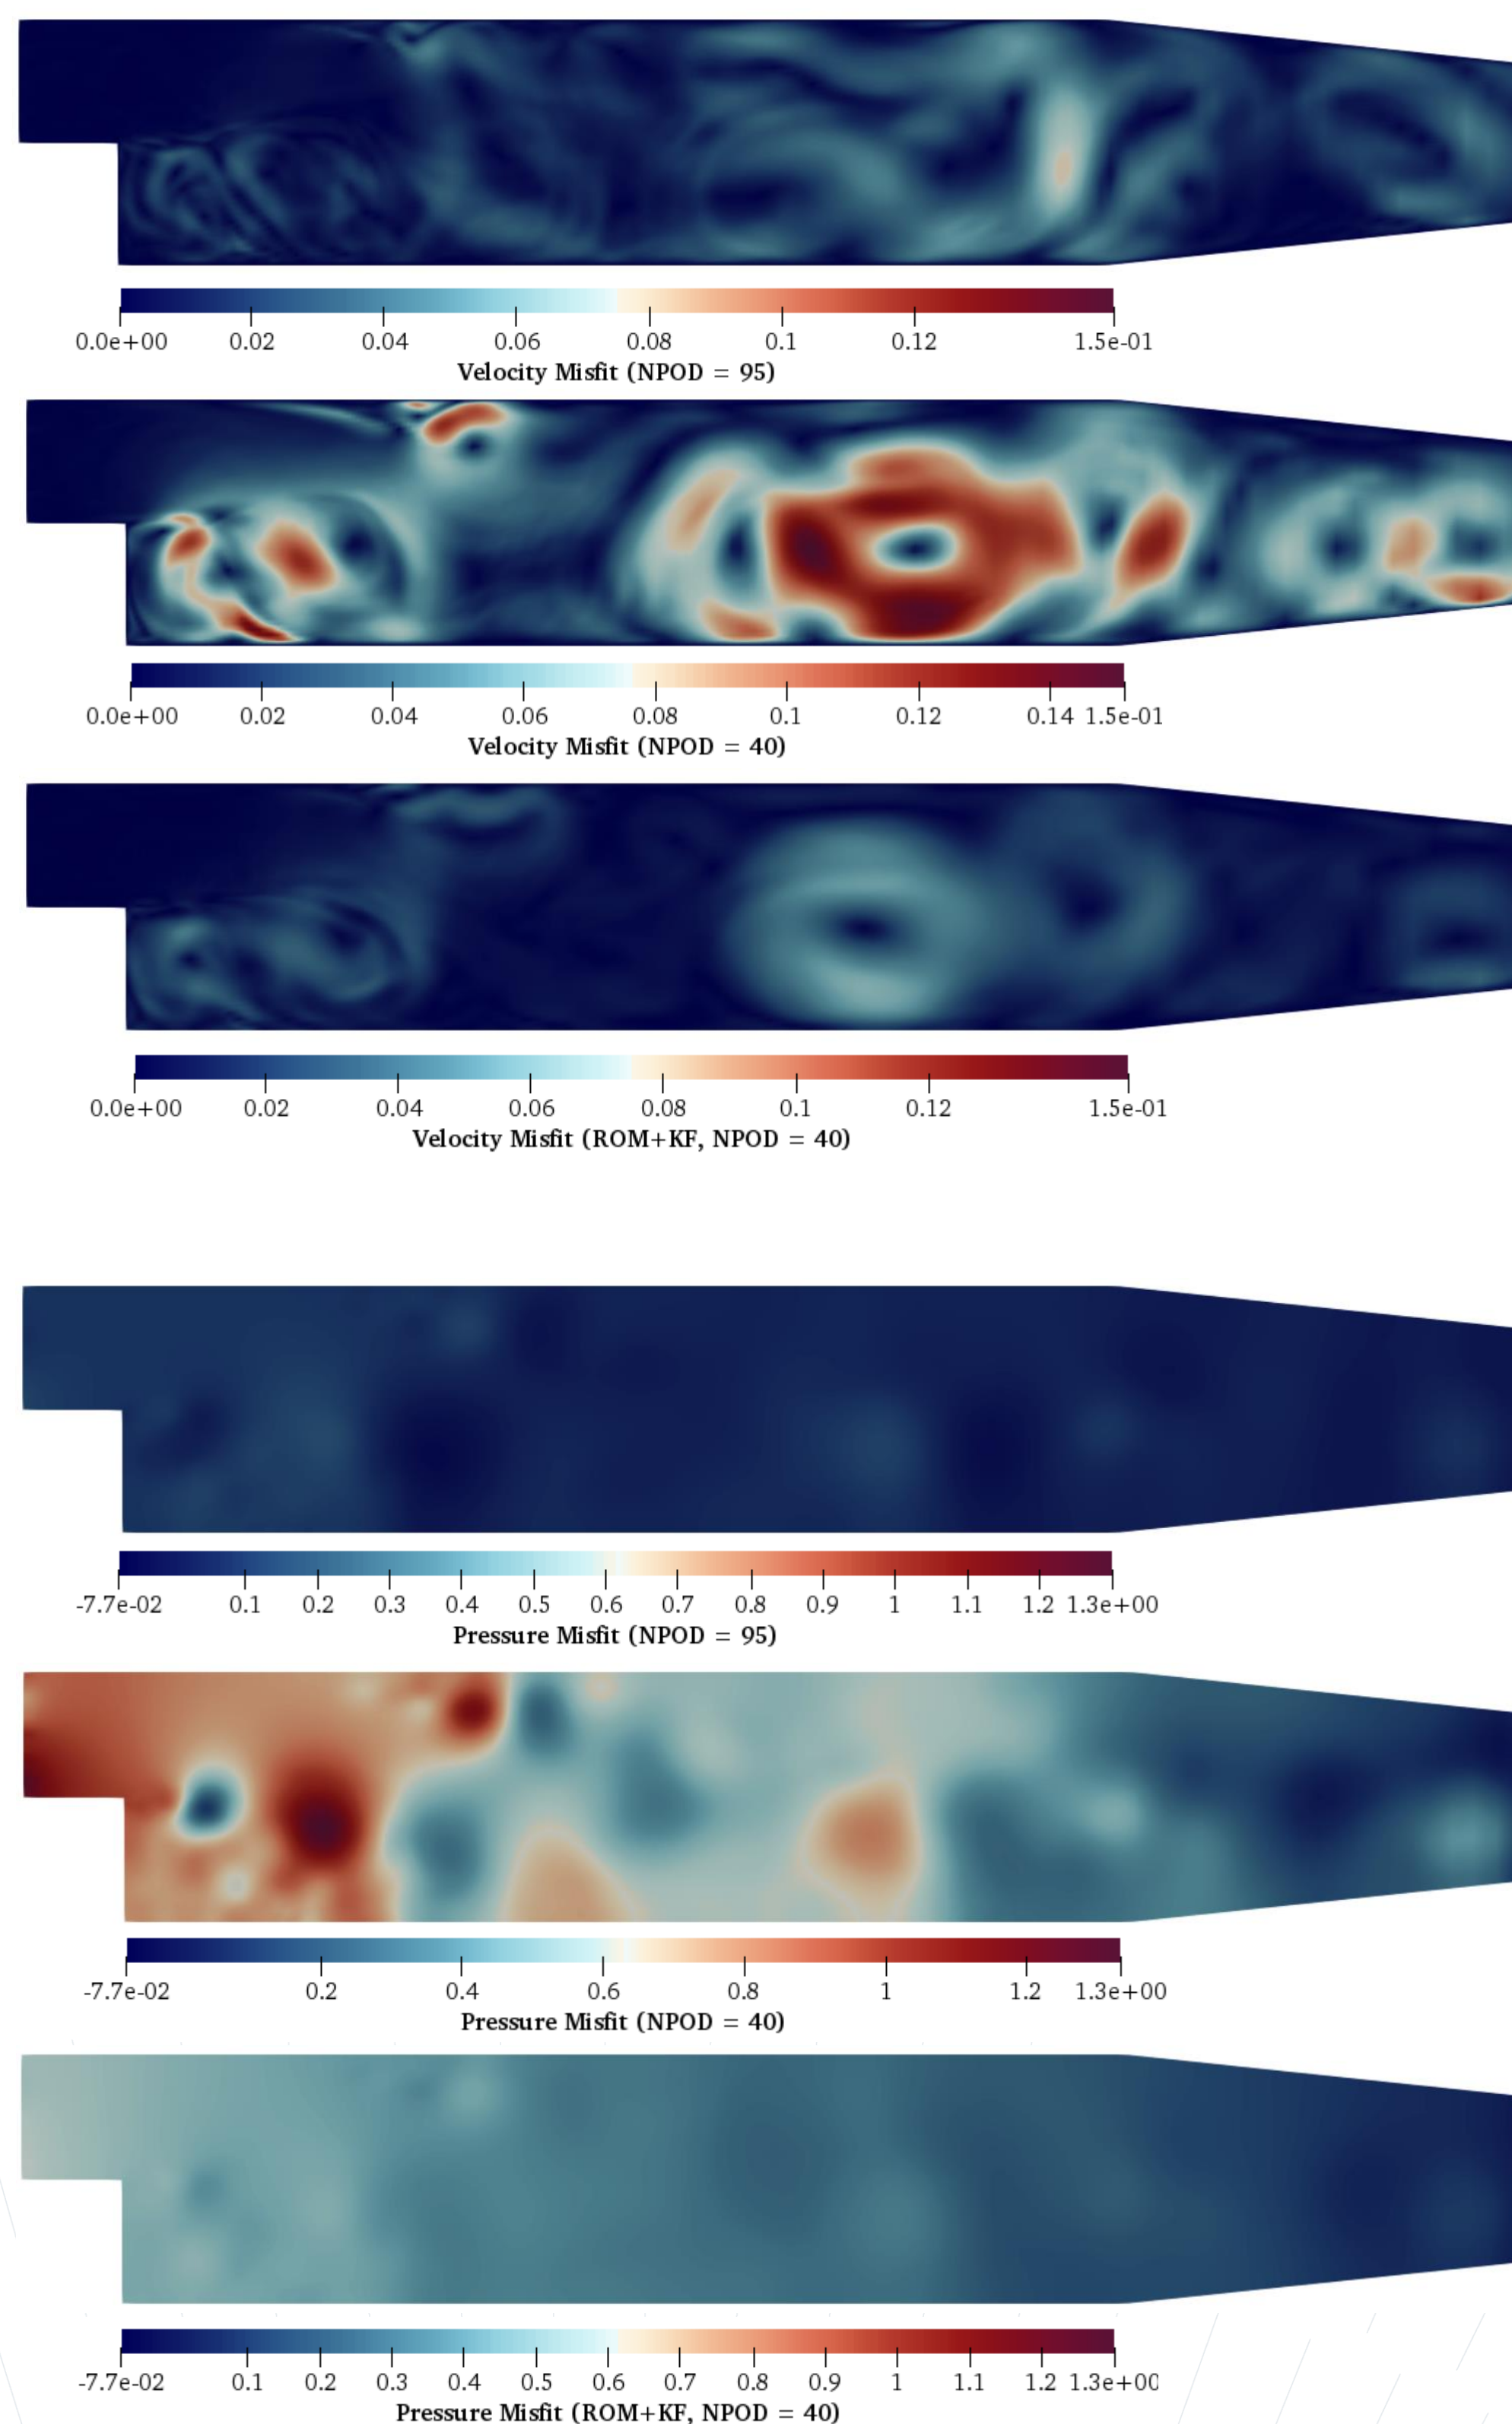 0.0e+00 0.02 0.04 0.06 0.08 0.1 0.12 1.5e-01
Velocity Misfit (NPOD = 95)
0.0e+00 0.02 0.04 0.06 0.08 0.1 0.12 0.14 1.5e-01
Velocity Misfit (NPOD = 40)
0.0e+00 0.02 0.04 0.06 0.08 0.1 0.12 1.5e-01
Velocity Misfit (ROM+KF, NPOD = 40)
-7.7e-02 0.1 0.2 0.3 0.4 0.5 0.6 0.7 0.8 0.9 1 1.1 1.2 1.3e+00
Pressure Misfit (NPOD = 95)
-7.7e-02 0.2 0.4 0.6 0.8 1 1.2 1.3e+00
Pressure Misfit (NPOD = 40)
-7.7e-02 0.1 0.2 0.3 0.4 0.5 0.6 0.7 0.8 0.9 1 1.1 1.2 1.3e+00
Pressure Misfit (ROM+KF, NPOD = 40)